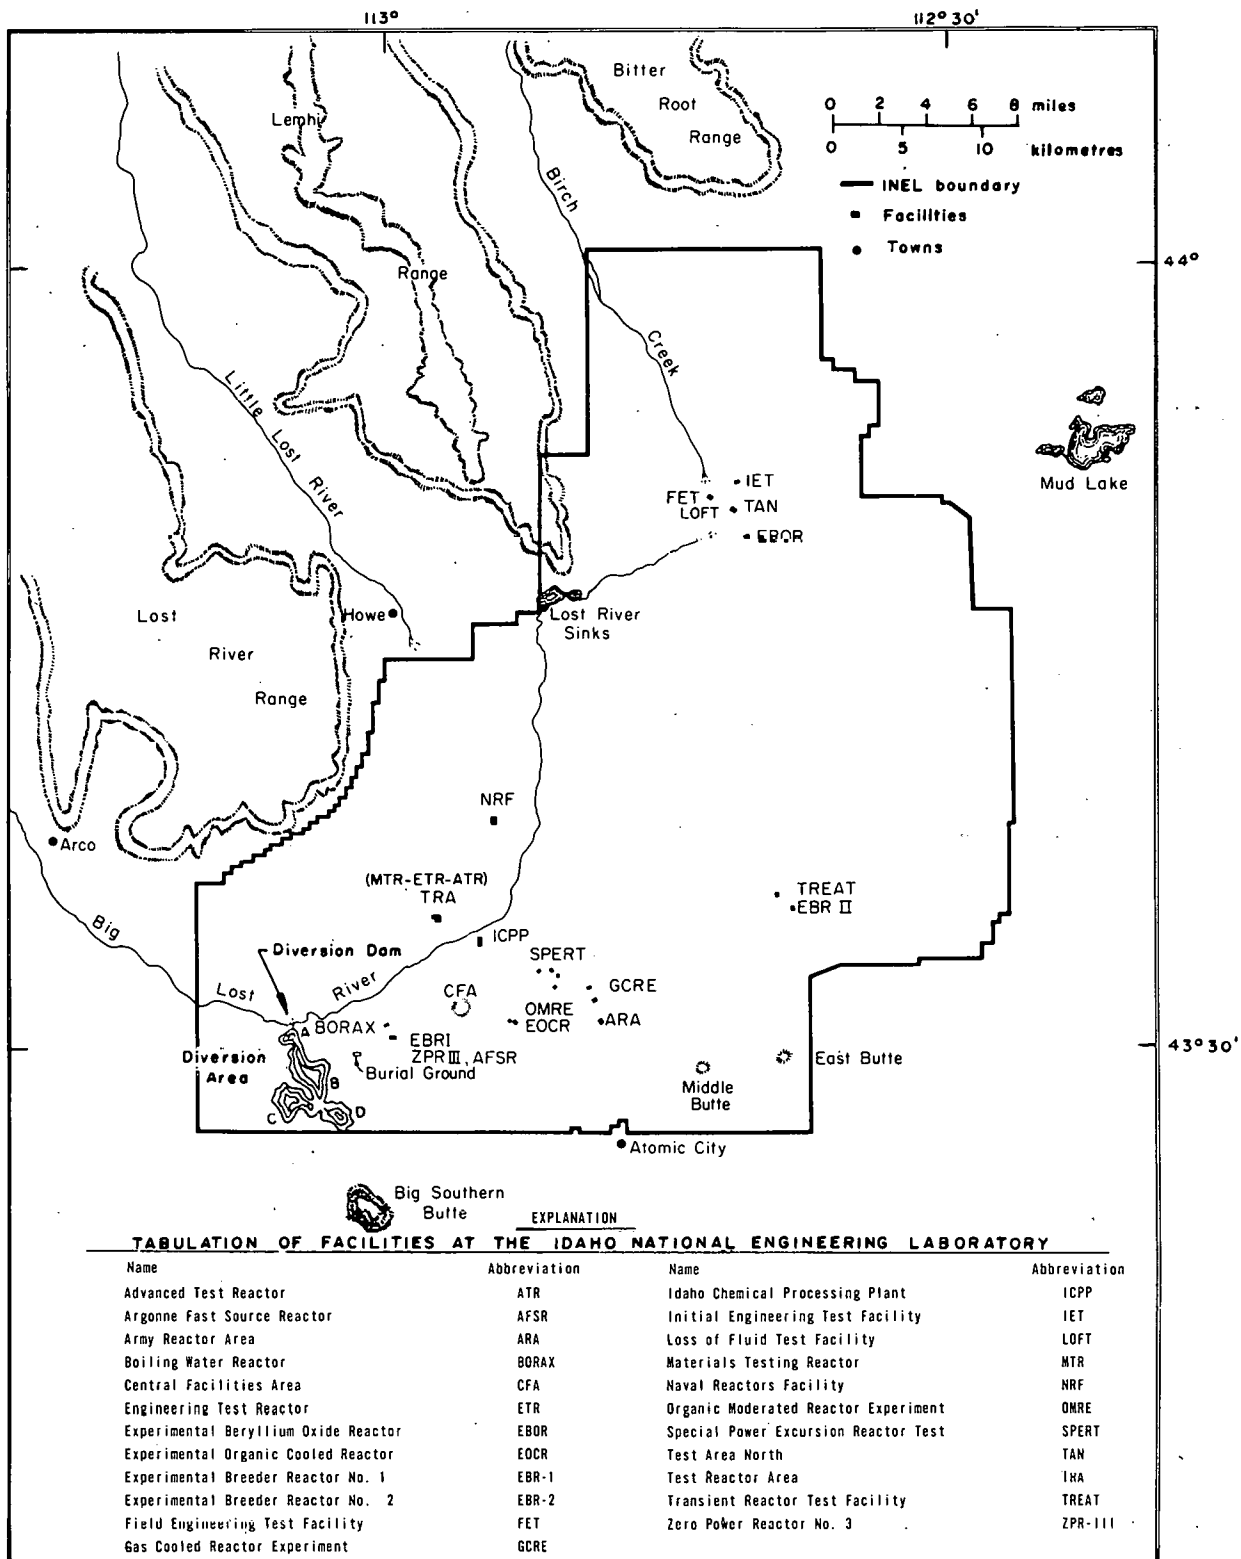 113°
112° 30'
Bitter
Root
Range
0 2 4 6 8 miles
0 5 10 kilometres
INEL boundary
Facilities
Towns
44°
Lemhi
Range
Birch
Creek
Little Lost River
Mud Lake
IET
FET
LOFT
TAN
EBOR
Lost
River
Range
Howe
Lost River
Sinks
Arco
NRF
(MTR-ETR-ATR)
TRA
TREAT
EBR II
Big
Lost
River
ICPP
Diversion Dam
SPERT
GCRE
CFA
OMRE
EOCR
ARA
A
BORAX
EBRI
ZPR III, AFSR
Diversion
Area
Burial Ground
B
C
D
43° 30'
East Butte
Middle
Butte
Atomic City
Big Southern
Butte
EXPLANATION
TABULATION OF FACILITIES AT THE IDAHO NATIONAL ENGINEERING LABORATORY
Name Abbreviation Name Abbreviation
Advanced Test Reactor ATR Idaho Chemical Processing Plant ICPP
Argonne Fast Source Reactor AFSR Initial Engineering Test Facility IET
Army Reactor Area ARA Loss of Fluid Test Facility LOFT
Boiling Water Reactor BORAX Materials Testing Reactor MTR
Central Facilities Area CFA Naval Reactors Facility NRF
Engineering Test Reactor ETR Organic Moderated Reactor Experiment OMRE
Experimental Beryllium Oxide Reactor EBOR Special Power Excursion Reactor Test SPERT
Experimental Organic Cooled Reactor EOCR Test Area North TAN
Experimental Breeder Reactor No. 1 EBR-1 Test Reactor Area TRA
Experimental Breeder Reactor No. 2 EBR-2 Transient Reactor Test Facility TREAT
Field Engineering Test Facility FET Zero Power Reactor No. 3 ZPR-III
Gas Cooled Reactor Experiment GCRE